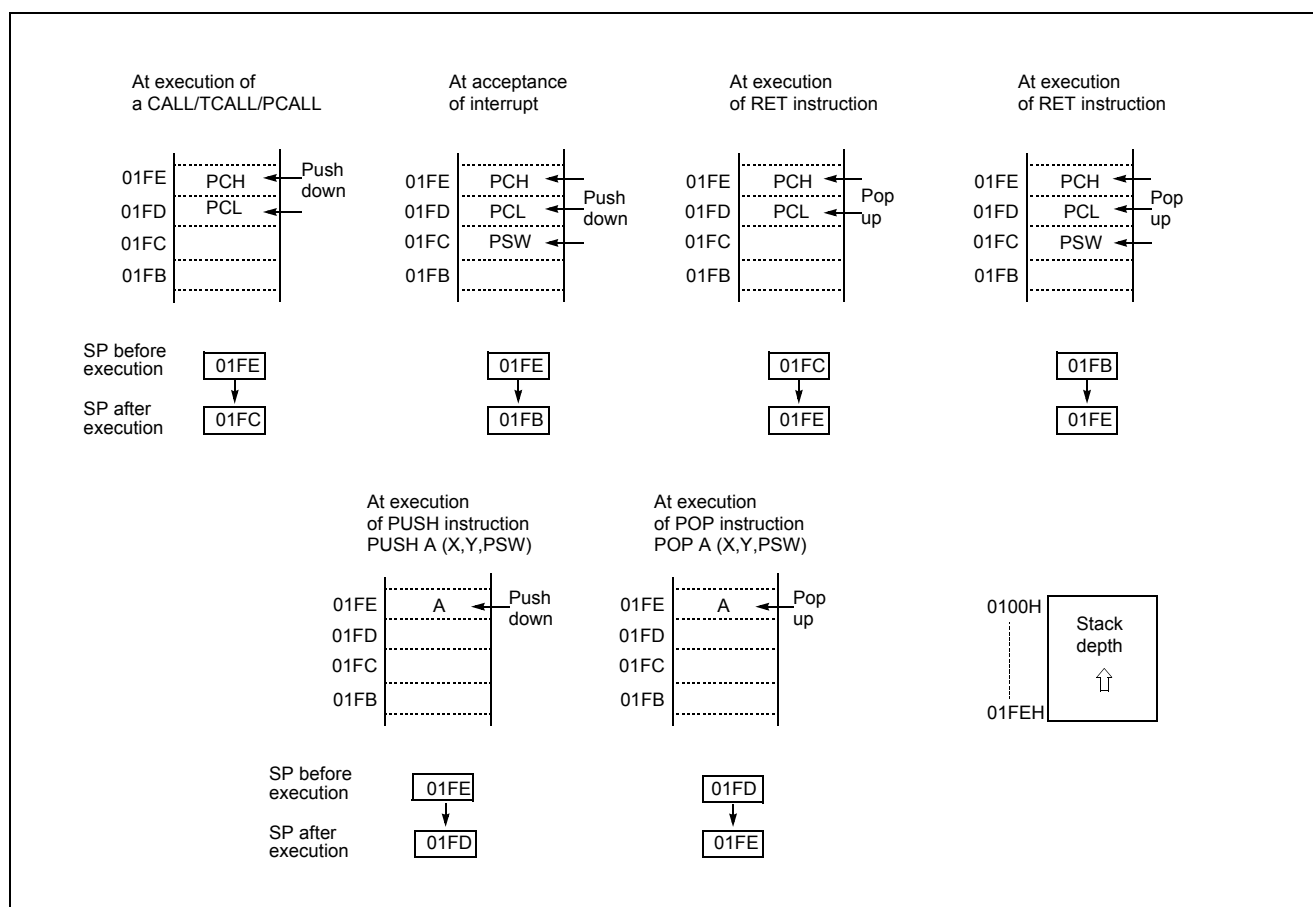 At execution of
a CALL/TCALL/PCALL
01FE
PCH
Push
down
01FD
PCL
01FC
01FB
SP before
execution
01FE
SP after
execution
01FC
At acceptance
of interrupt
01FE
PCH
Push
down
01FD
PCL
01FC
PSW
01FB
01FE
01FB
At execution
of RET instruction
01FE
PCH
Pop
up
01FD
PCL
01FC
01FB
01FC
01FE
At execution
of RET instruction
01FE
PCH
Pop
up
01FD
PCL
01FC
PSW
01FB
01FB
01FE
At execution
of PUSH instruction
PUSH A (X,Y,PSW)
01FE
A
Push
down
01FD
01FC
01FB
SP before
execution
01FE
SP after
execution
01FD
At execution
of POP instruction
POP A (X,Y,PSW)
01FE
A
Pop
up
01FD
01FC
01FB
01FD
01FE
0100H
Stack
depth
01FEH